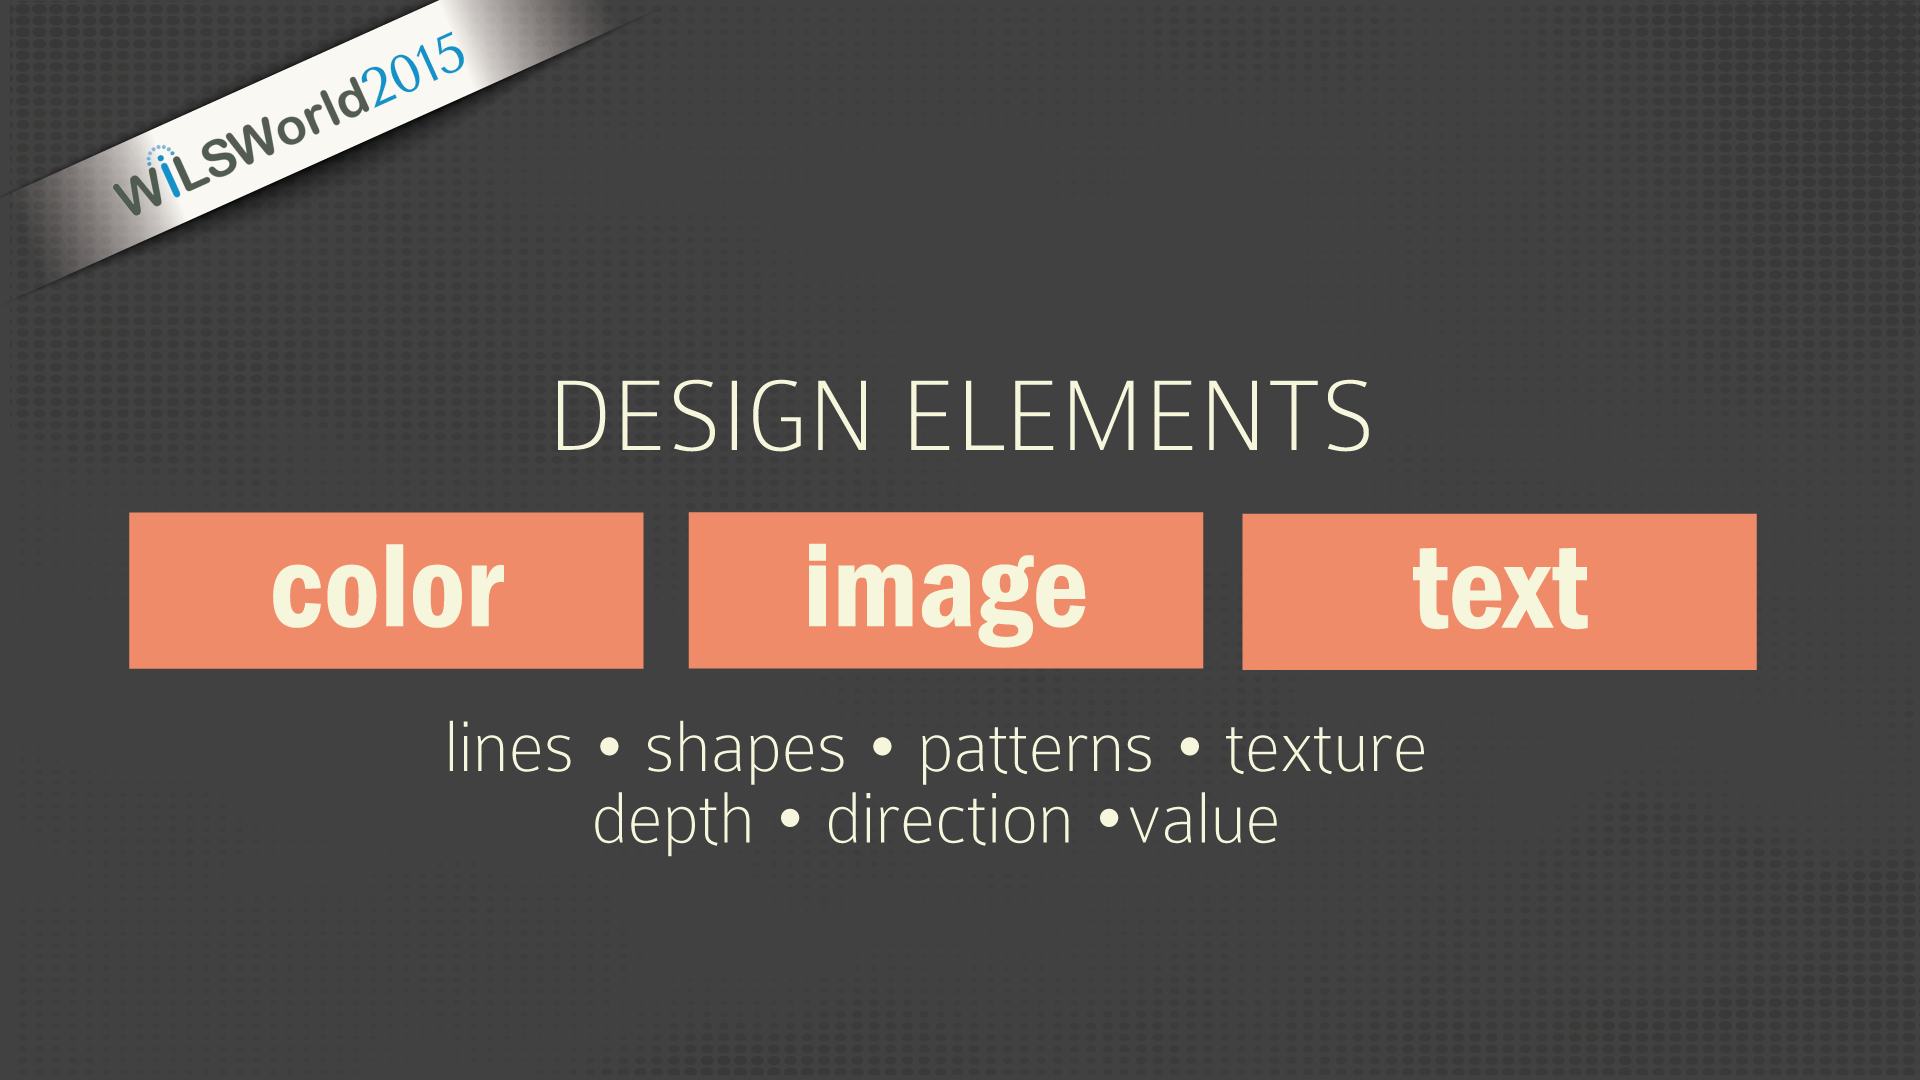 WiLSWorld2015
DESIGN ELEMENTS
color image text
lines • shapes • patterns • texture
depth • direction •value